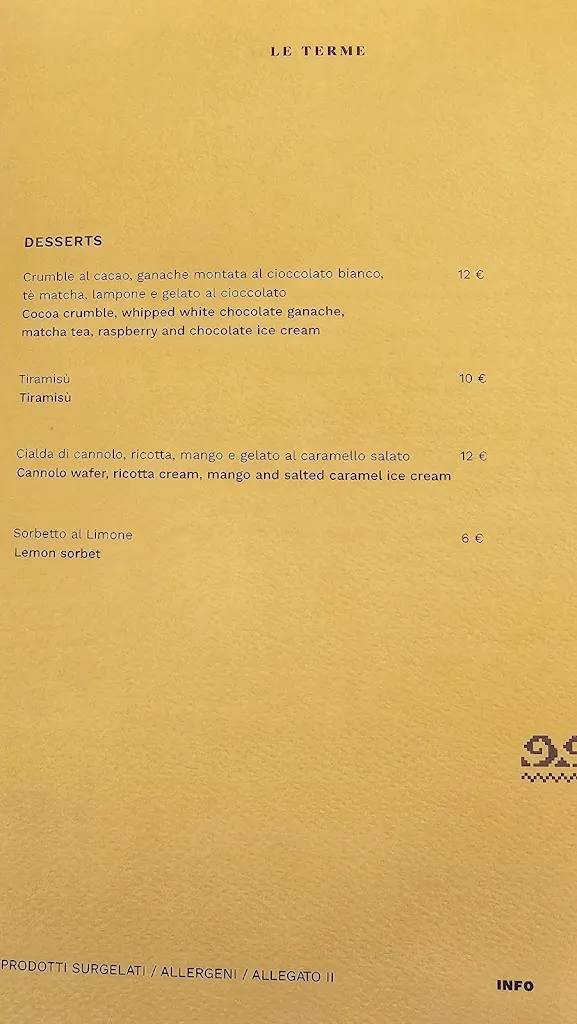 LE TERME
DESSERTS
Crumble al cacao, ganache montata al cioccolato bianco, 12 €
tè matcha, lampone e gelato al cioccolato
Cocoa crumble, whipped white chocolate ganache,
matcha tea, raspberry and chocolate ice cream
Tiramisù 10 €
Tiramisù
Cialda di cannolo, ricotta, mango e gelato al caramello salato 12 €
Cannolo wafer, ricotta cream, mango and salted caramel ice cream
Sorbetto al Limone 6 €
Lemon sorbet
PRODOTTI SURGELATI / ALLERGENI / ALLEGATO II
INFO